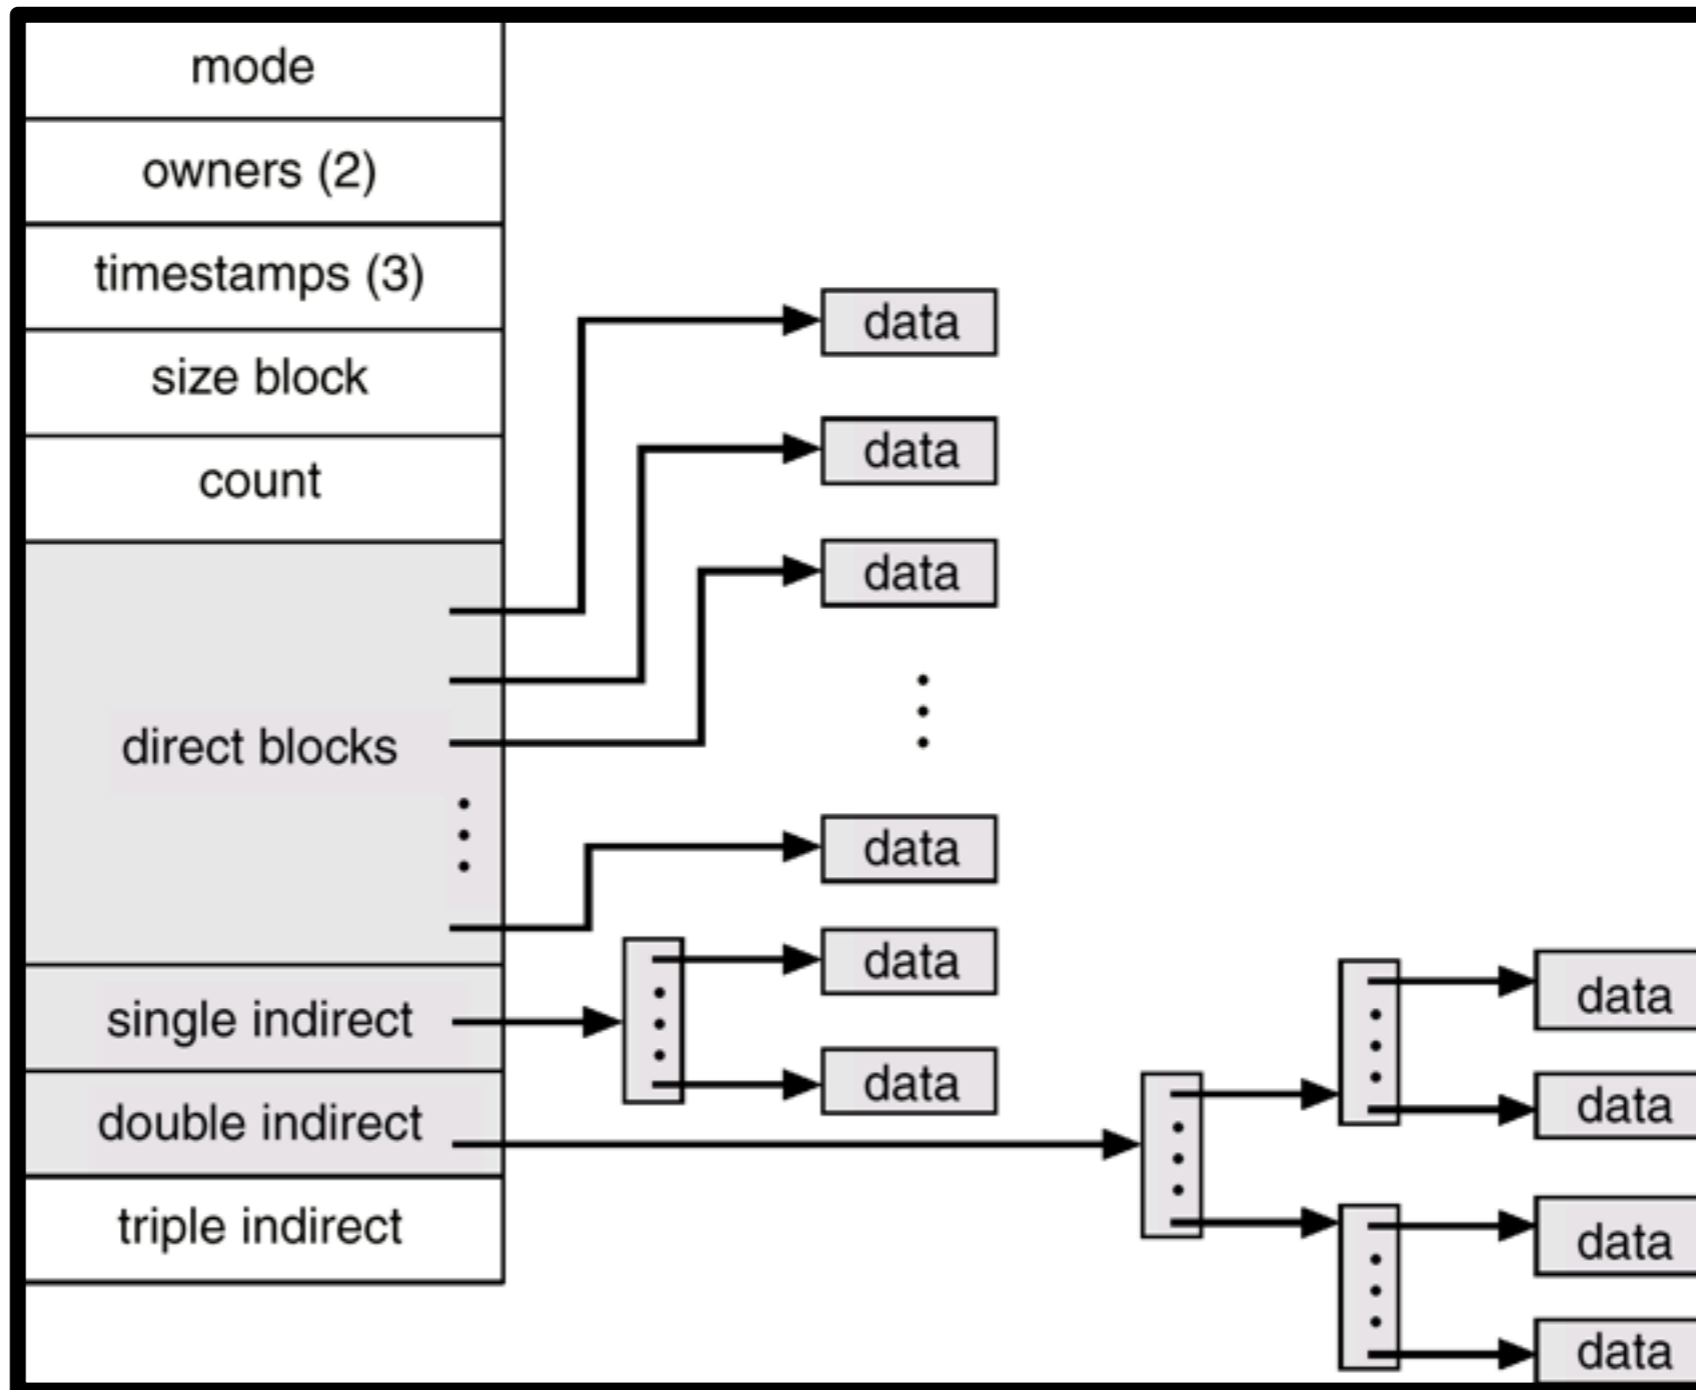 mode
owners (2)
timestamps (3)
size block
count
direct blocks
single indirect
double indirect
triple indirect
data
data
data
data
data
data
data
data
data
data